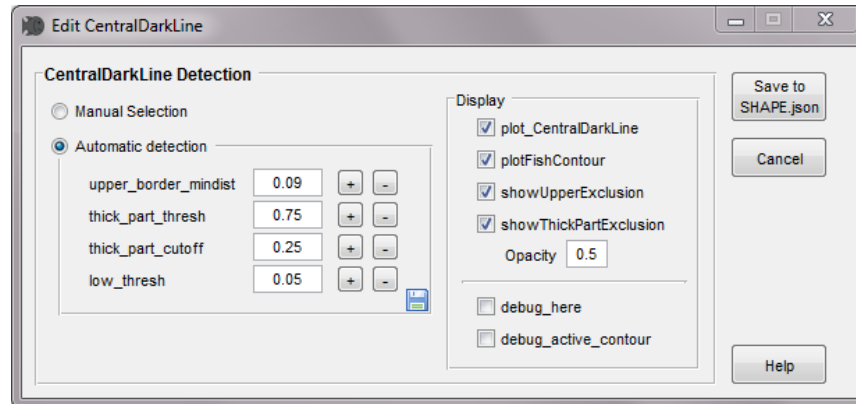 Edit CentralDarkLine
CentralDarkLine Detection
Manual Selection
Automatic detection
upper_border_mindist 0.09 + -
thick_part_thresh 0.75 + -
thick_part_cutoff 0.25 + -
low_thresh 0.05 + -
Display
plot_CentralDarkLine
plotFishContour
showUpperExclusion
showThickPartExclusion
Opacity 0.5
debug_here
debug_active_contour
Save to
SHAPE.json
Cancel
Help